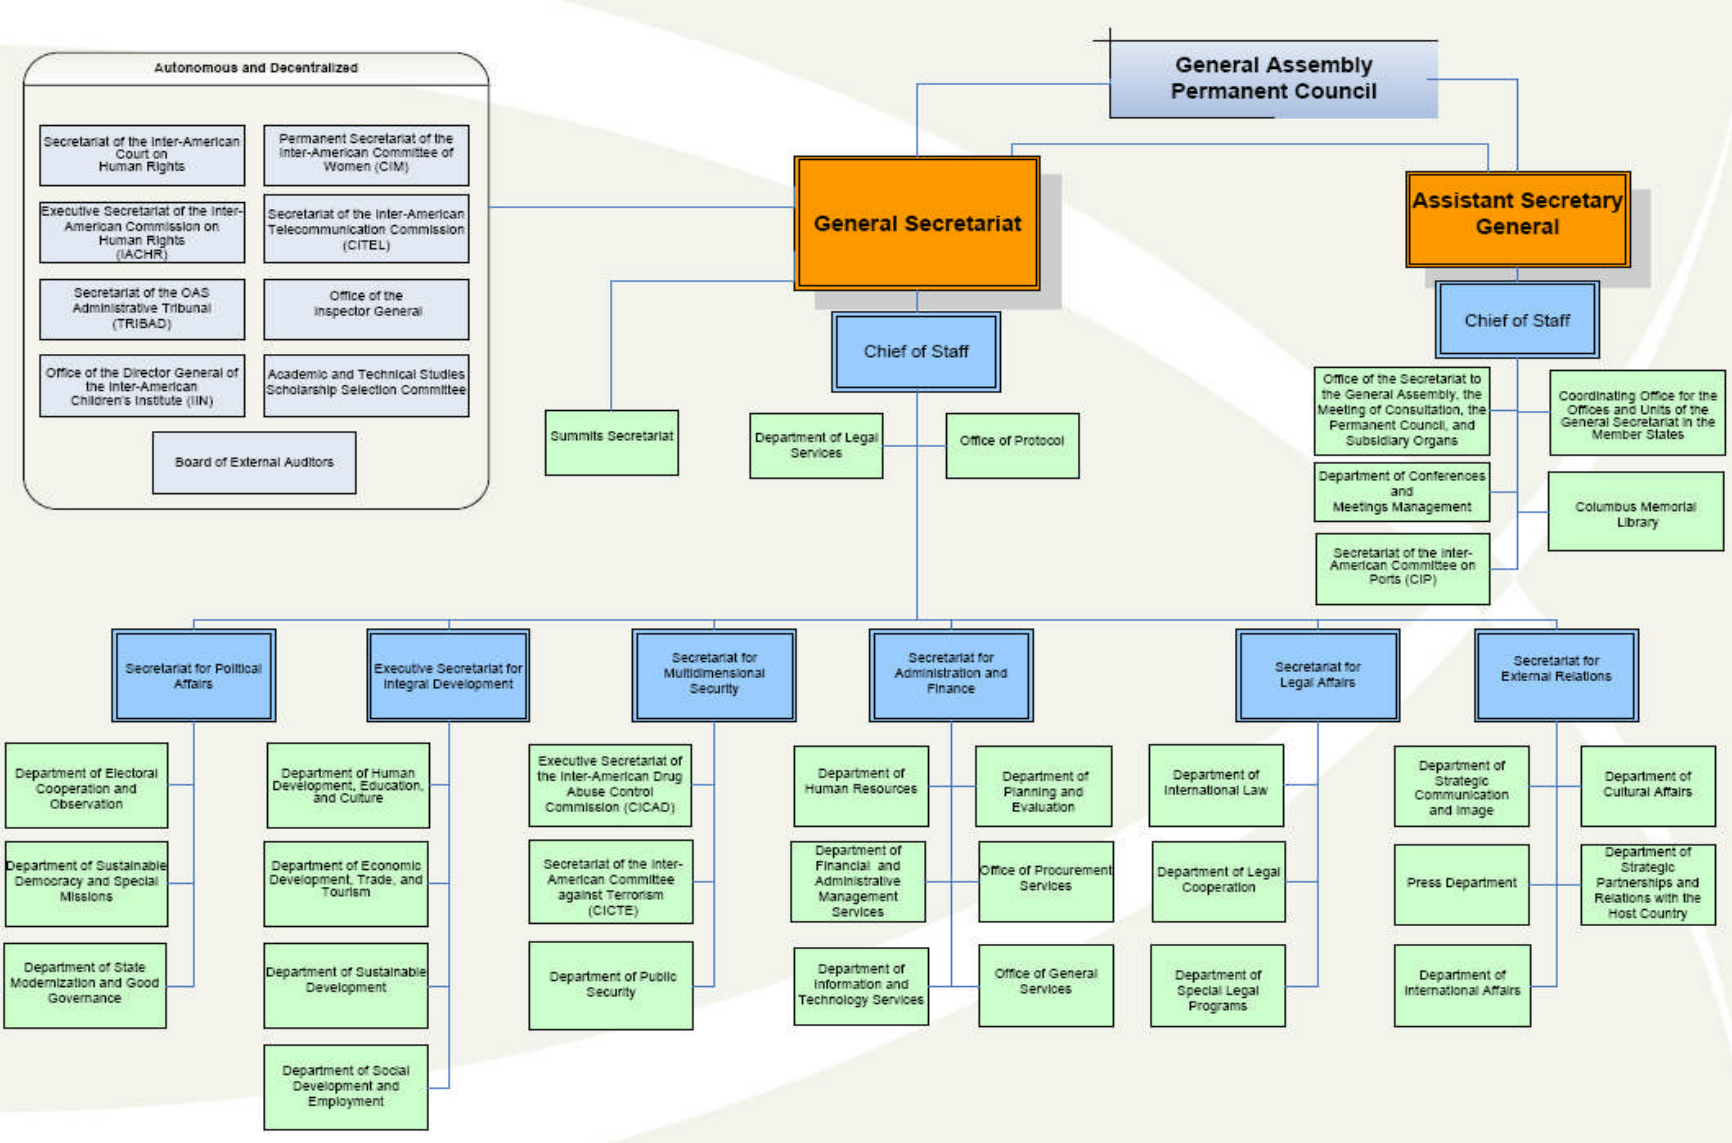 General Assembly
Permanent Council
Autonomous and Decentralized
Secretariat of the Inter-American
Court on
Human Rights
Permanent Secretariat of the
Inter-American Committee of
Women (CIM)
Executive Secretariat of the Inter-
American Commission on
Human Rights
(IACHR)
Secretariat of the Inter-American
Telecommunication Commission
(CITEL)
Secretariat of the OAS
Administrative Tribunal
(TRIBAD)
Office of the
Inspector General
Office of the Director General of
the Inter-American
Children's Institute (IIN)
Academic and Technical Studies
Scholarship Selection Committee
Board of External Auditors
General Secretariat
Assistant Secretary
General
Chief of Staff
Chief of Staff
Summits Secretariat
Department of Legal
Services
Office of Protocol
Office of the Secretariat to
the General Assembly, the
Meeting of Consultation, the
Permanent Council, and
Subsidiary Organs
Coordinating Office for the
Offices and Units of the
General Secretariat in the
Member States
Department of Conferences
and
Meetings Management
Columbus Memorial
Library
Secretariat of the Inter-
American Committee on
Ports (CIP)
Secretariat for Political
Affairs
Executive Secretariat for
Integral Development
Secretariat for
Multidimensional
Security
Secretariat for
Administration and
Finance
Secretariat for
Legal Affairs
Secretariat for
External Relations
Department of Electoral
Cooperation and
Observation
Department of Human
Development, Education,
and Culture
Executive Secretariat of
the Inter-American Drug
Abuse Control
Commission (CICAD)
Department of
Human Resources
Department of
Planning and
Evaluation
Department of
International Law
Department of
Strategic
Communication
and Image
Department of
Cultural Affairs
Department of Sustainable
Democracy and Special
Missions
Department of Economic
Development, Trade, and
Tourism
Secretariat of the Inter-
American Committee
against Terrorism
(CICTE)
Department of
Financial and
Administrative
Management
Services
Office of Procurement
Services
Department of Legal
Cooperation
Press Department
Department of
Strategic
Partnerships and
Relations with the
Host Country
Department of State
Modernization and Good
Governance
Department of Sustainable
Development
Department of Public
Security
Department of
Information and
Technology Services
Office of General
Services
Department of
Special Legal
Programs
Department of
International Affairs
Department of Social
Development and
Employment